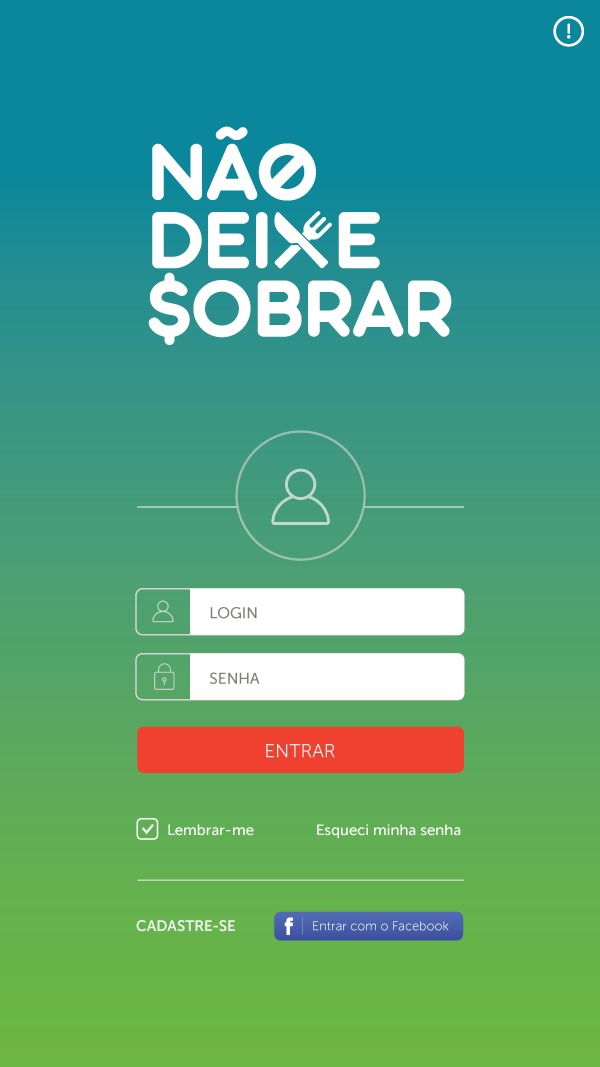 NÃO
DEIXE
$OBRAR
LOGIN
SENHA
ENTRAR
Lembrar-me
Esqueci minha senha
CADASTRE-SE
f Entrar com o Facebook